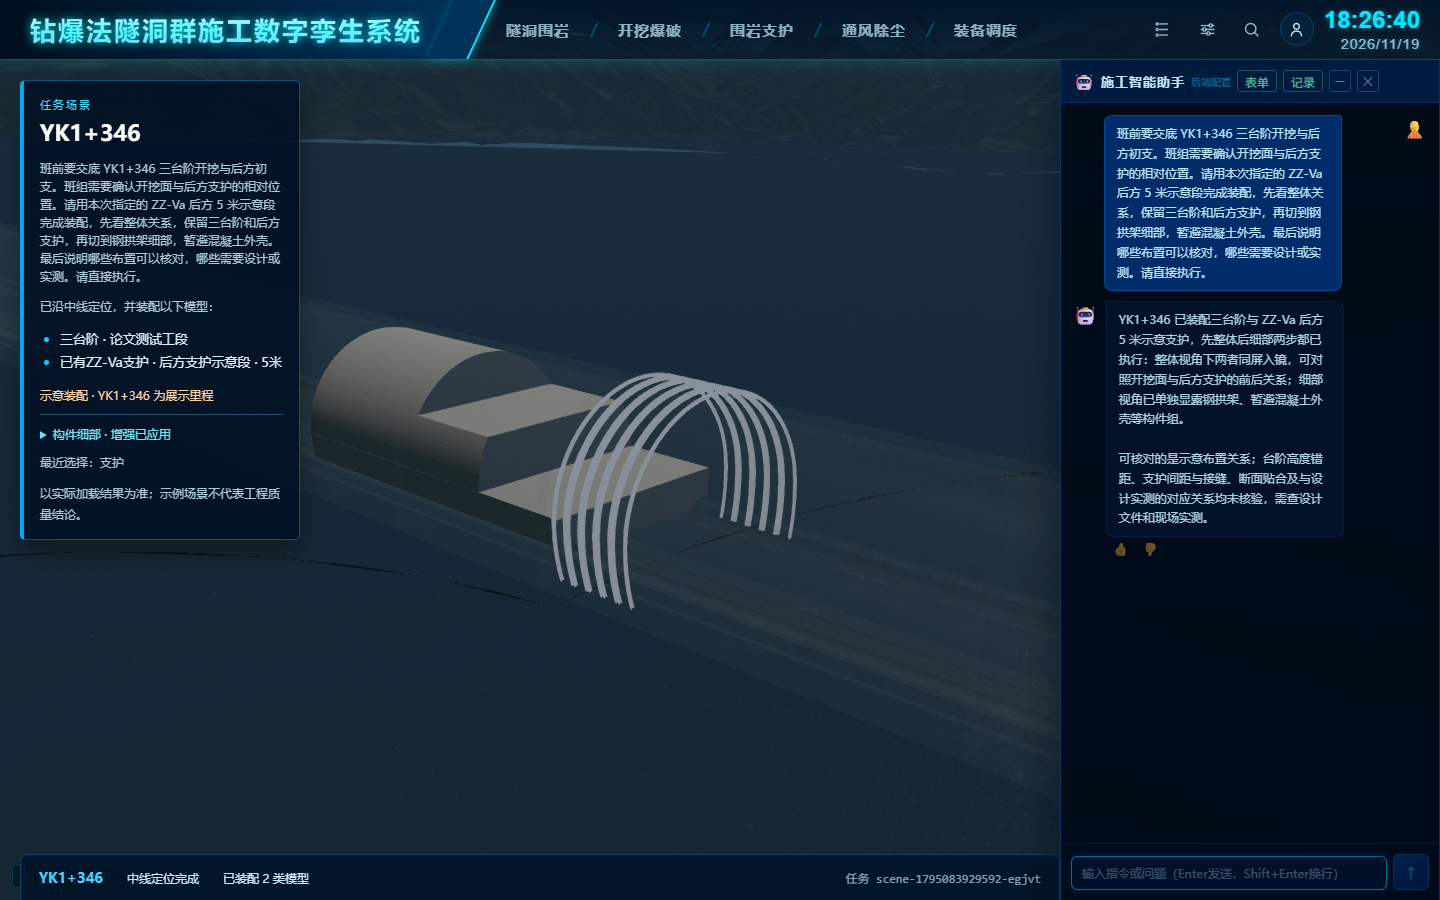 钻爆法隧洞群施工数字孪生系统
隧洞围岩 / 开挖爆破 / 围岩支护 / 通风除尘 / 装备调度
18:26:40
2026/11/19
任务场景
YK1+346
班前要交底 YK1+346 三台阶开挖与后方初
支。班组需要确认开挖面与后方支护的相对位
置。请用本次指定的 ZZ-Va 后方 5 米示意段
完成装配，先看整体关系，保留三台阶和后方
支护，再切到钢拱架细部，暂避混凝土外壳。
最后说明哪些布置可以核对，哪些需要设计或
实测。请直接执行。
已沿中线定位，并装配以下模型：
三台阶 · 论文测试工段
已有ZZ-Va支护 · 后方支护示意段 · 5米
示意装配 · YK1+346 为展示里程
构件细部 · 增强已应用
最近选择：支护
以实际加载结果为准；示例场景不代表工程质
量结论。
施工智能助手 后端配置 表单 记录
班前要交底 YK1+346 三台阶开挖与后
方初支。班组需要确认开挖面与后方支
护的相对位置。请用本次指定的 ZZ-Va
后方 5 米示意段完成装配，先看整体关
系，保留三台阶和后方支护，再切到钢
拱架细部，暂避混凝土外壳。最后说明
哪些布置可以核对，哪些需要设计或实
测。请直接执行。
YK1+346 已装配三台阶与 ZZ-Va 后方
5 米示意支护，先整体后细部两步都已
执行：整体视角下两者同屏入镜，可对
照开挖面与后方支护的前后关系；细部
视角已单独显露钢拱架、暂避混凝土外
壳等构件组。
可核对的是示意布置关系；台阶高度错
距、支护间距与接缝、断面贴合及与设
计实测的对应关系均未核验，需查设计
文件和现场实测。
输入指令或问题（Enter发送，Shift+Enter换行）
YK1+346 中线定位完成 已装配 2 类模型 任务 scene-1795083929592-egjvt